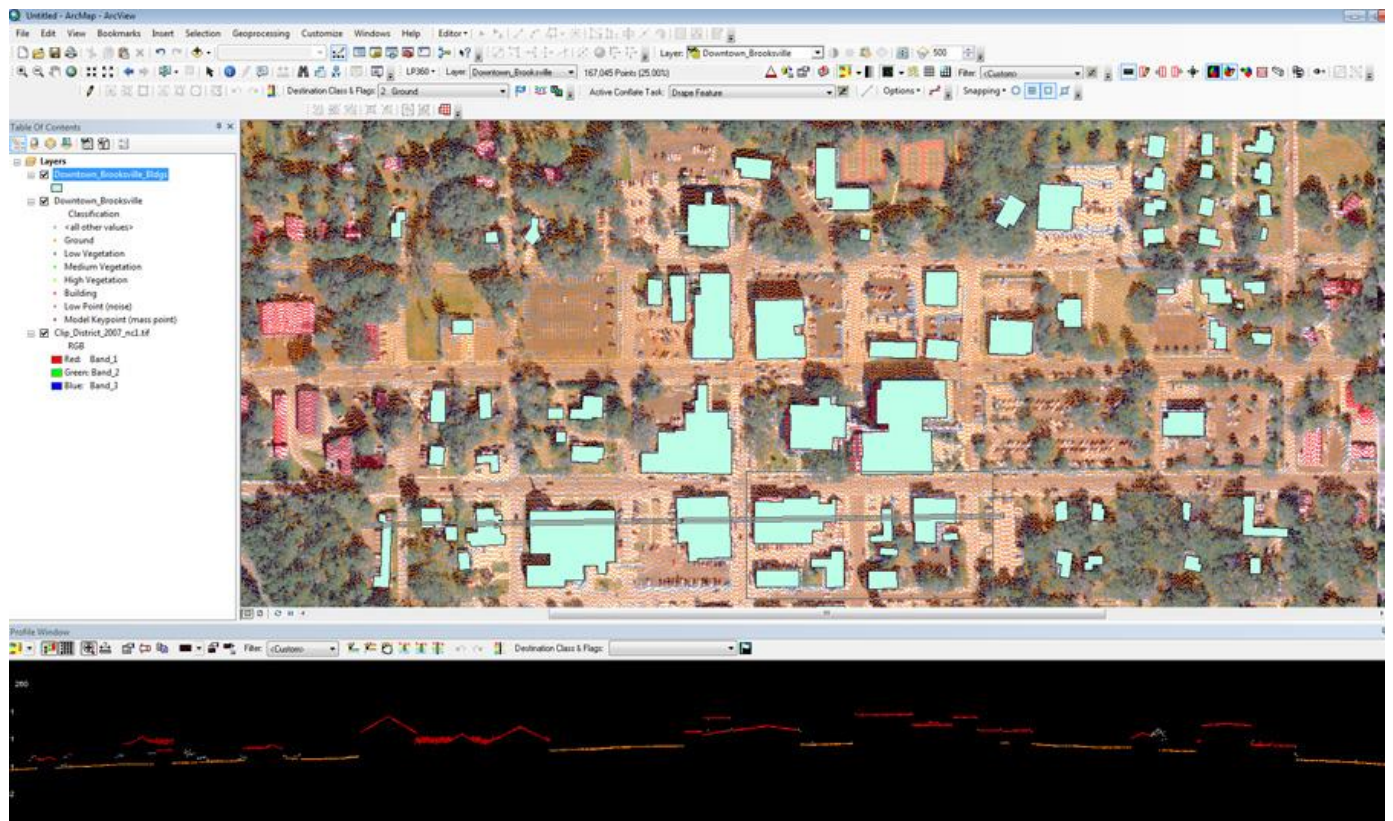 Untitled - ArcMap - ArcView
File Edit View Bookmarks Insert Selection Geoprocessing Customize Windows Help Editor
Layer: Downtown_Brooksville 500
LP360 Layer: Downtown_Brooksville 167,045 Points (25.00%) Filter: <Custom>
Destination Class & Flags: 2 Ground Active Conflate Task: Drape Feature Options Snapping
Table Of Contents
Layers
Downtown_Brooksville_Bldgs
Downtown_Brooksville
Classification
<all other values>
Ground
Low Vegetation
Medium Vegetation
High Vegetation
Building
Low Point (noise)
Model Keypoint (mass point)
Clip_District_2007_nc1.tif
RGB
Red: Band_1
Green: Band_2
Blue: Band_3
Profile Window
Filter: <Custom> Destination Class & Flags:
260